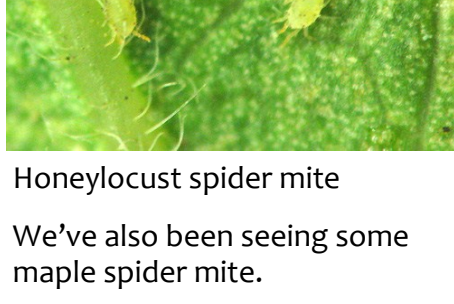 Honeylocust spider mite
We’ve also been seeing some
maple spider mite.